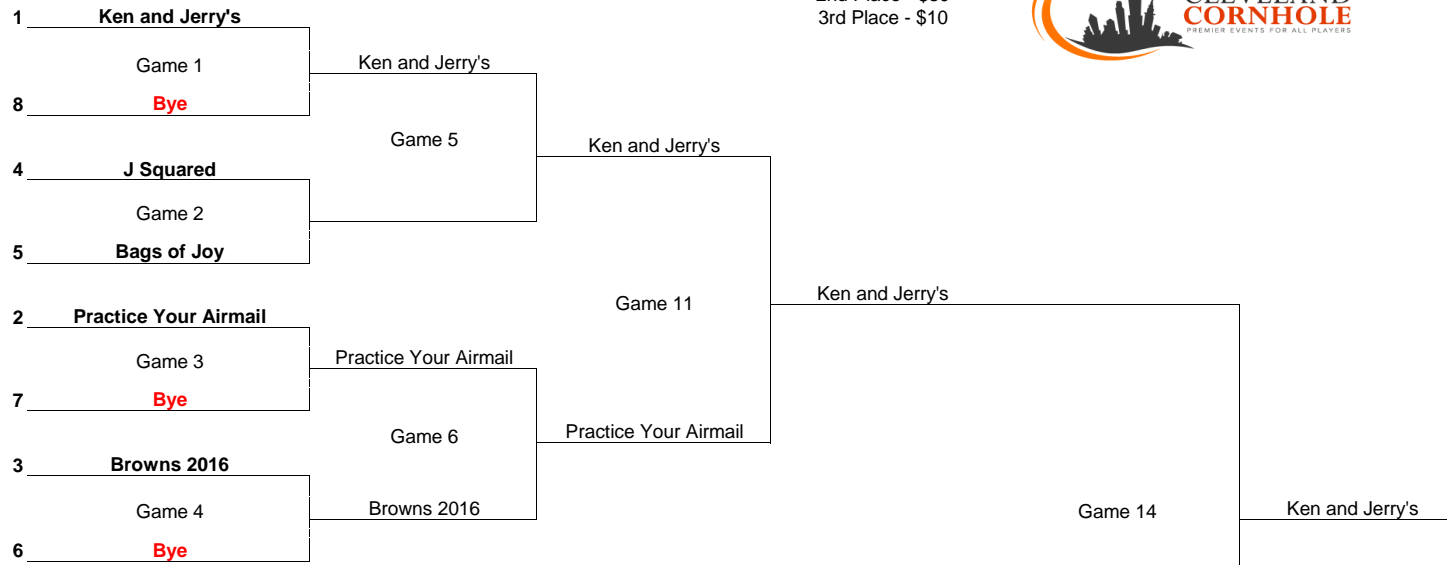 3rd Place - $10
CORNHOLE
PREMIER EVENTS FOR ALL PLAYERS
1 Ken and Jerry's
Game 1
Ken and Jerry's
8 Bye
Game 5
Ken and Jerry's
4 J Squared
Game 2
5 Bags of Joy
Game 11
Ken and Jerry's
2 Practice Your Airmail
Game 3
Practice Your Airmail
7 Bye
Game 6
Practice Your Airmail
3 Browns 2016
Game 4
Browns 2016
Game 14
Ken and Jerry's
6 Bye